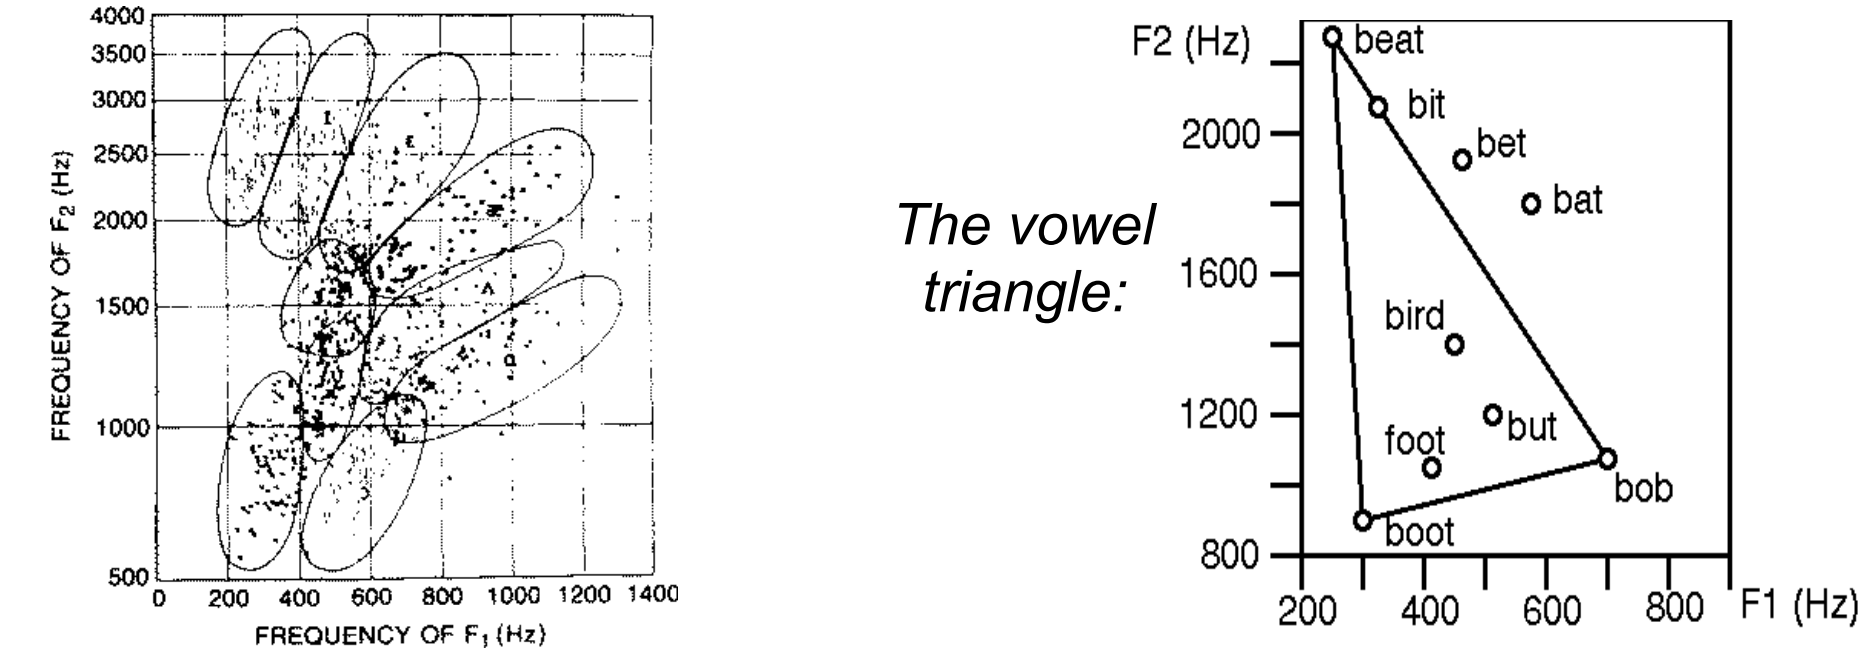 4000
3500
3000
2500
2000
1500
1000
500
FREQUENCY OF F2 (Hz)
I
ε
æ
Λ
ɑ
U
0 200 400 600 800 1000 1200 1400
FREQUENCY OF F1 (Hz)
The vowel
triangle:
F2 (Hz)
beat
bit
2000
bet
bat
1600
bird
1200
but
foot
bob
boot
800
200 400 600 800 F1 (Hz)